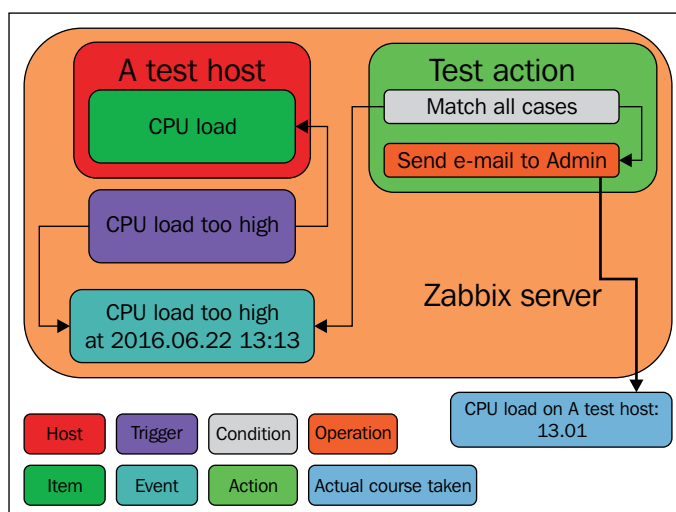 A test host
CPU load
CPU load too high
CPU load too high
at 2016.06.22 13:13
Test action
Match all cases
Send e-mail to Admin
Zabbix server
CPU load on A test host:
13.01
Host
Trigger
Condition
Operation
Item
Event
Action
Actual course taken